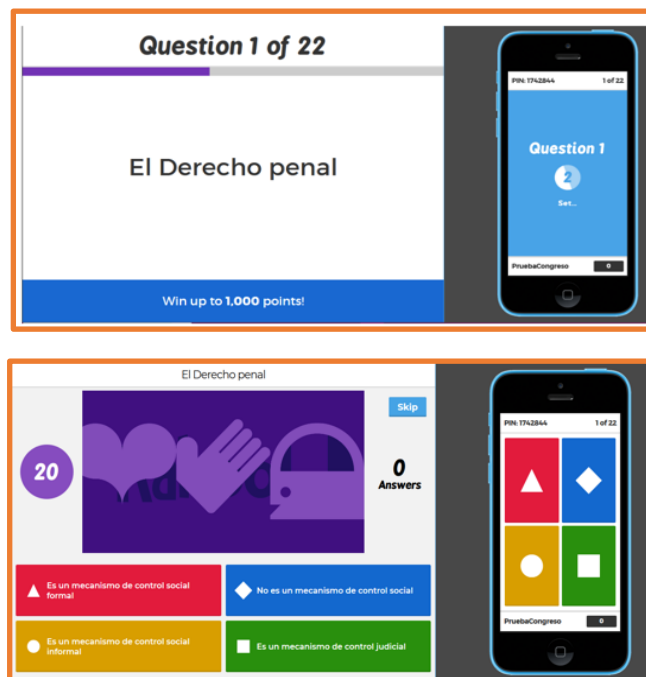 Question 1 of 22
El Derecho penal
Win up to 1,000 points!
PIN: 1742844 1 of 22
Question 1
2
Set...
PruebaCongreso 0
El Derecho penal
Skip
20
0
Answers
Es un mecanismo de control social
formal
No es un mecanismo de control social
Es un mecanismo de control social
informal
Es un mecanismo de control judicial
PIN: 1742844 1 of 22
PruebaCongreso 0